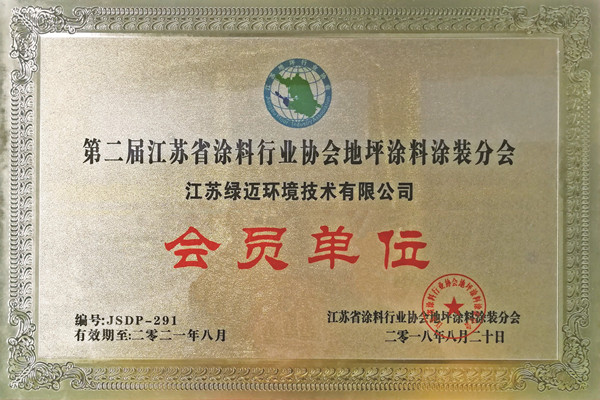 第二届江苏省涂料行业协会地坪涂料涂装分会
江苏绿迈环境技术有限公司
会员单位
编号:JSDP-291
有效期至:二零二一年八月
江苏省涂料行业协会地坪涂料涂装分会
二零一八年八月二十日